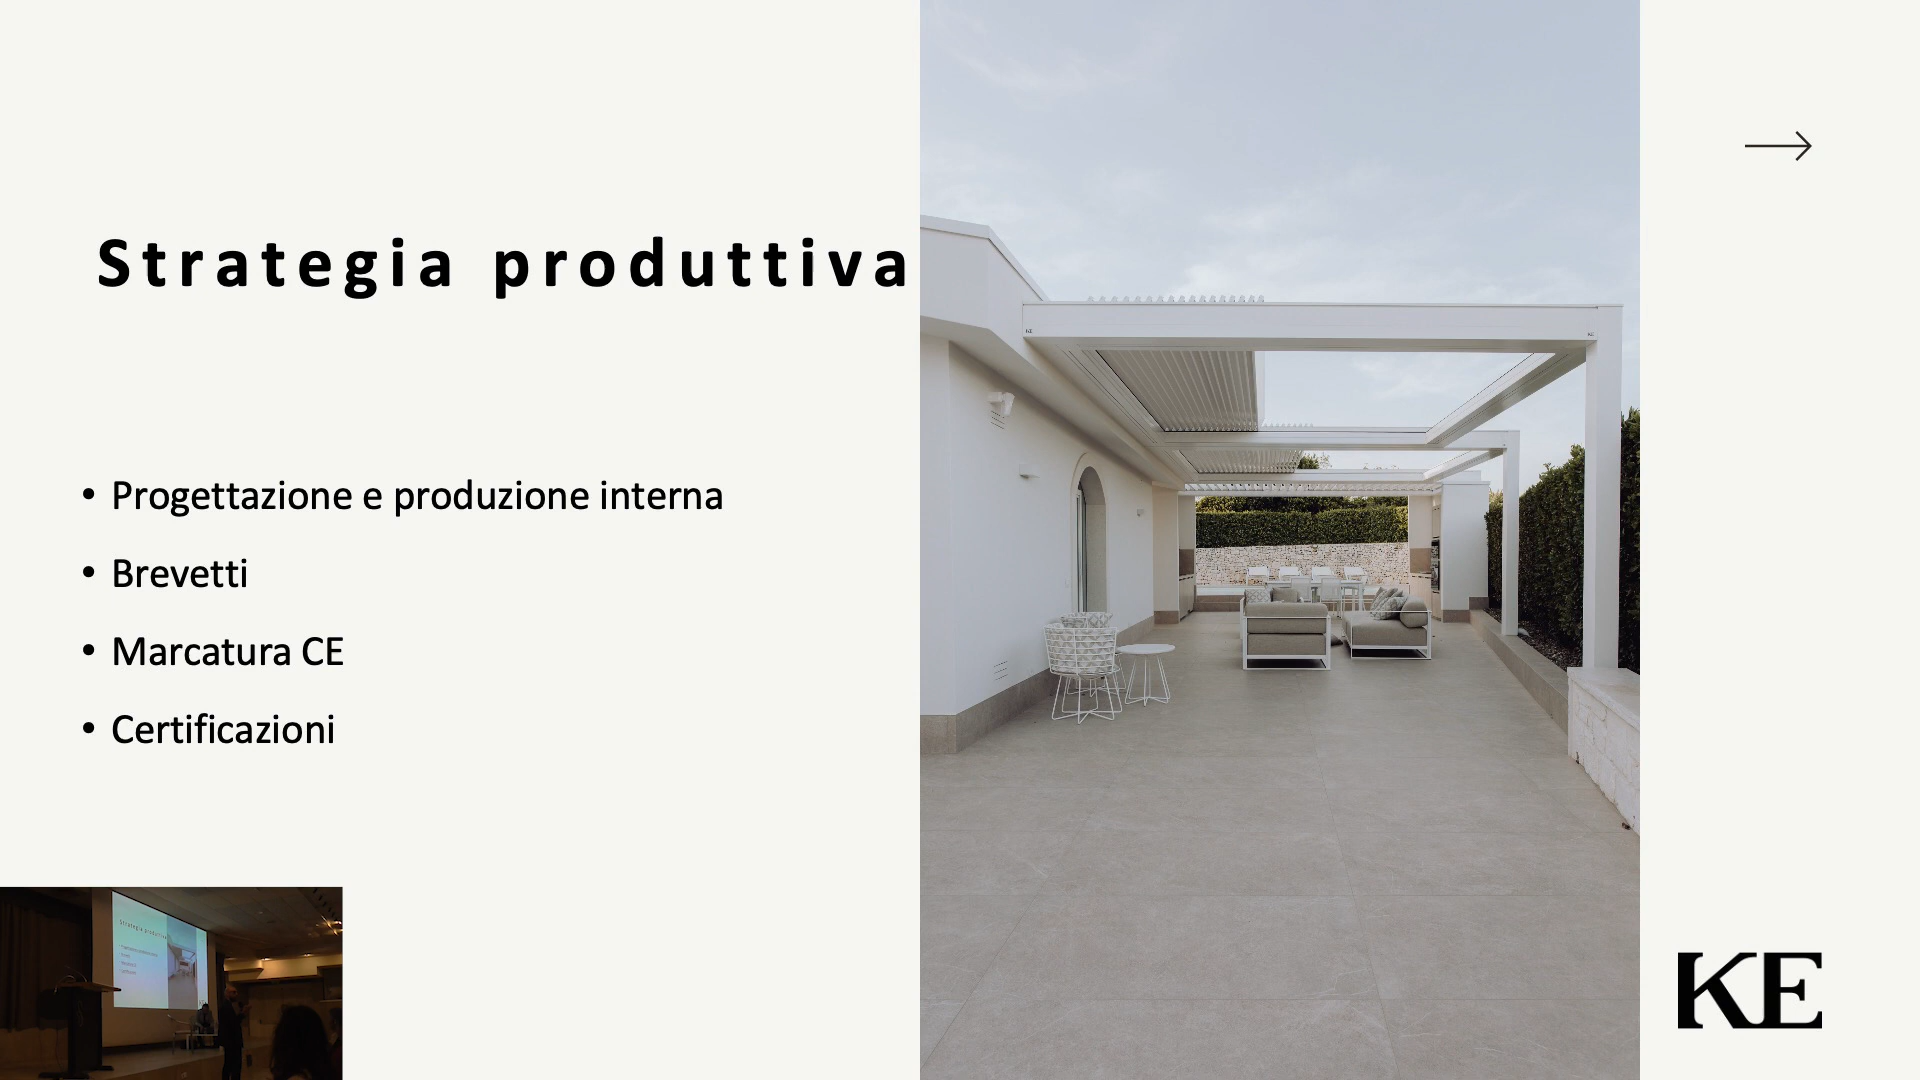 Strategia produttiva
• Progettazione e produzione interna
• Brevetti
• Marcatura CE
• Certificazioni
KE